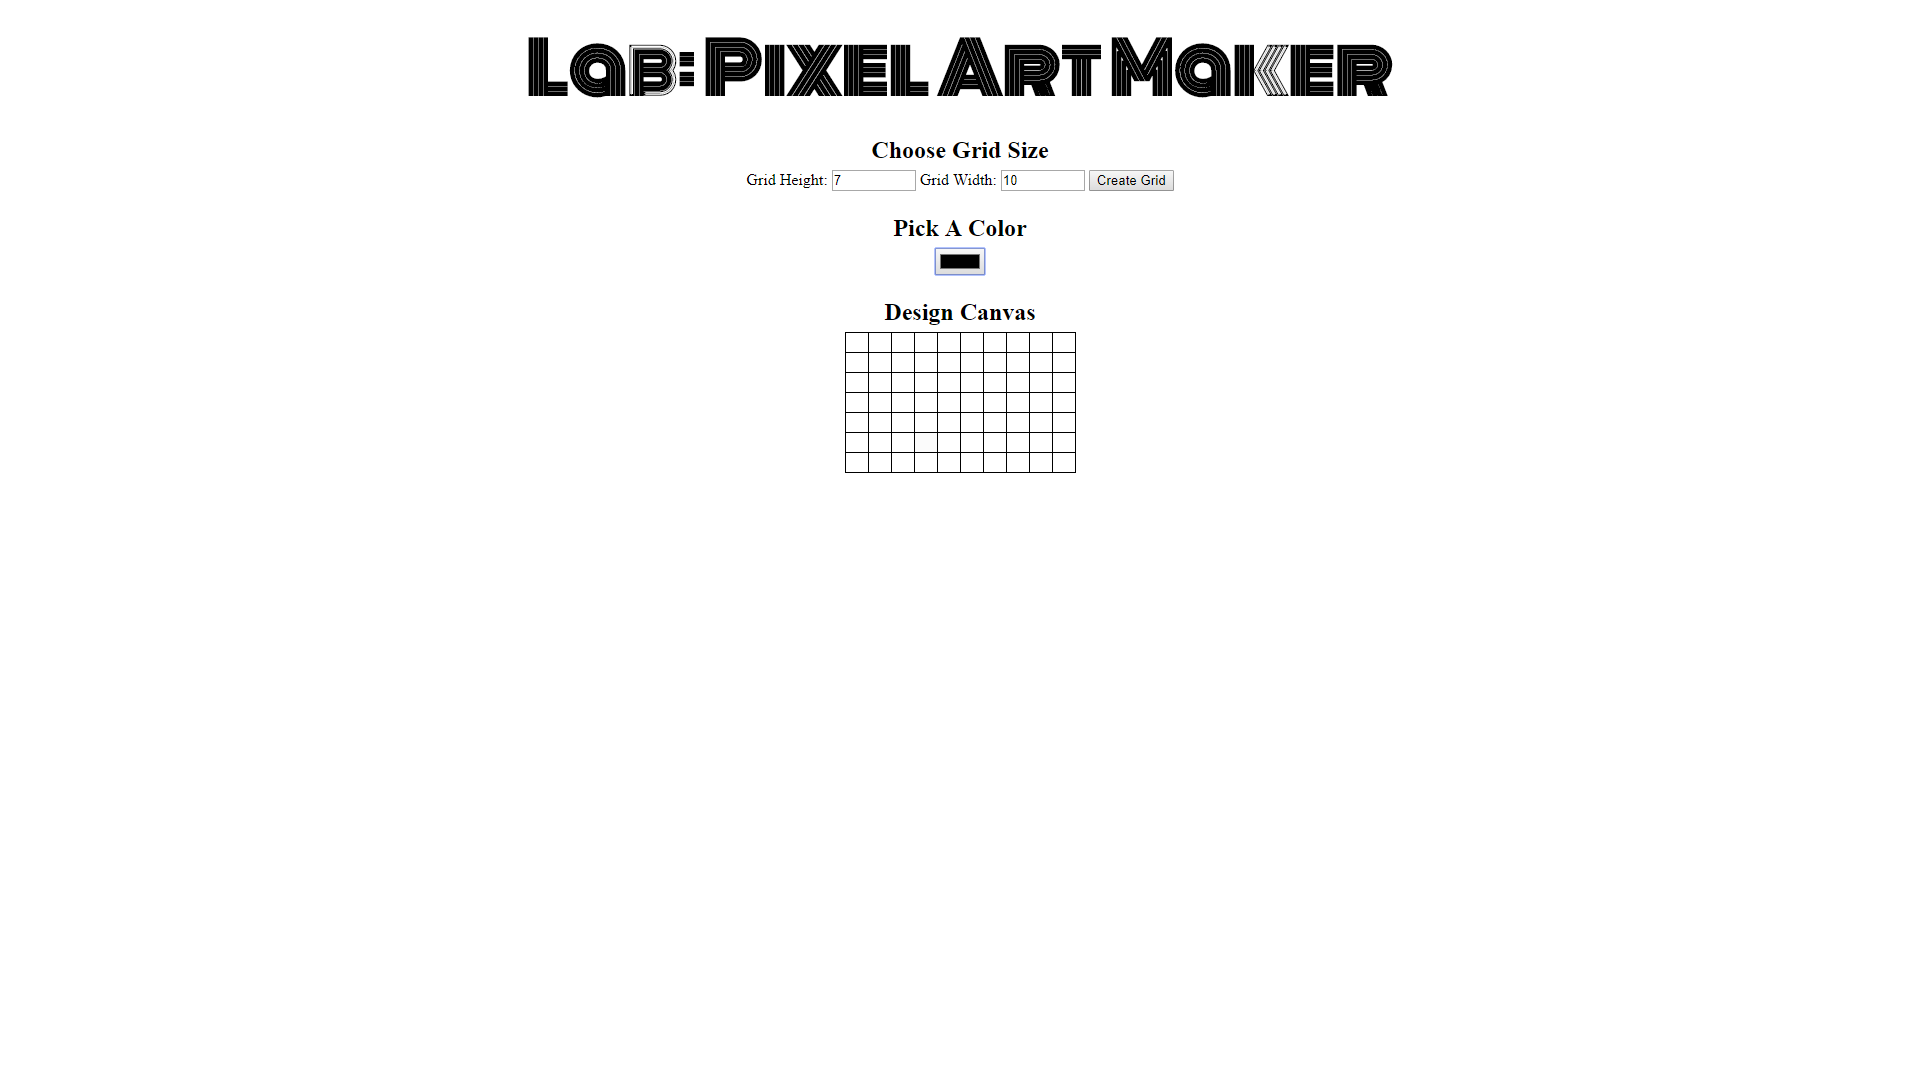 Lab: Pixel Art Maker
Choose Grid Size
Grid Height: 7 Grid Width: 10 Create Grid
Pick A Color
Design Canvas